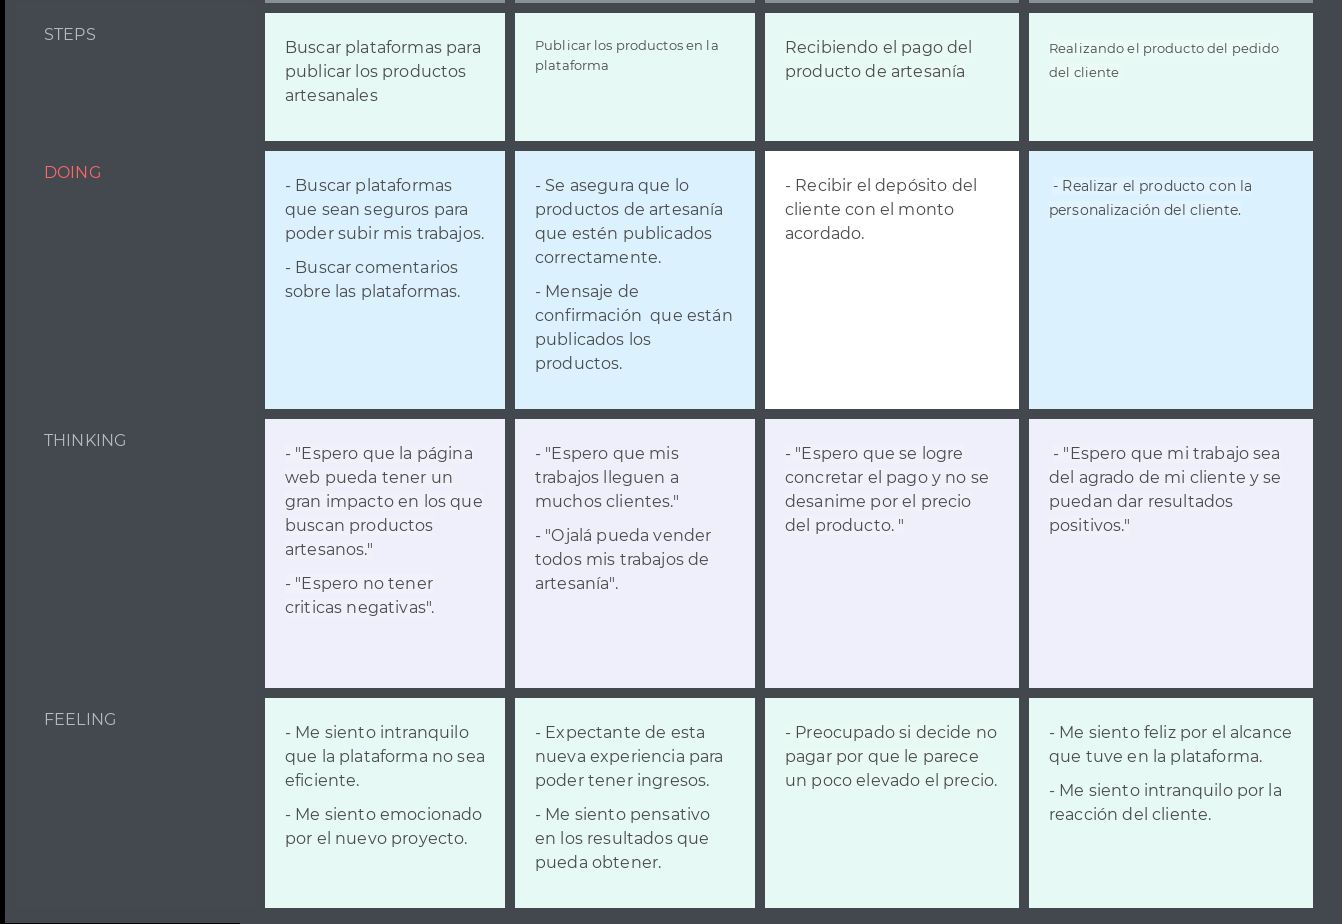 STEPS
Buscar plataformas para
publicar los productos
artesanales
Publicar los productos en la
plataforma
Recibiendo el pago del
producto de artesanía
Realizando el producto del pedido
del cliente
DOING
- Buscar plataformas
que sean seguros para
poder subir mis trabajos.
- Buscar comentarios
sobre las plataformas.
- Se asegura que lo
productos de artesanía
que estén publicados
correctamente.
- Mensaje de
confirmación  que están
publicados los
productos.
- Recibir el depósito del
cliente con el monto
acordado.
- Realizar el producto con la
personalización del cliente.
THINKING
- "Espero que la página
web pueda tener un
gran impacto en los que
buscan productos
artesanos."
- "Espero no tener
criticas negativas".
- "Espero que mis
trabajos lleguen a
muchos clientes."
- "Ojalá pueda vender
todos mis trabajos de
artesanía".
- "Espero que se logre
concretar el pago y no se
desanime por el precio
del producto. "
- "Espero que mi trabajo sea
del agrado de mi cliente y se
puedan dar resultados
positivos."
FEELING
- Me siento intranquilo
que la plataforma no sea
eficiente.
- Me siento emocionado
por el nuevo proyecto.
- Expectante de esta
nueva experiencia para
poder tener ingresos.
- Me siento pensativo
en los resultados que
pueda obtener.
- Preocupado si decide no
pagar por que le parece
un poco elevado el precio.
- Me siento feliz por el alcance
que tuve en la plataforma.
- Me siento intranquilo por la
reacción del cliente.